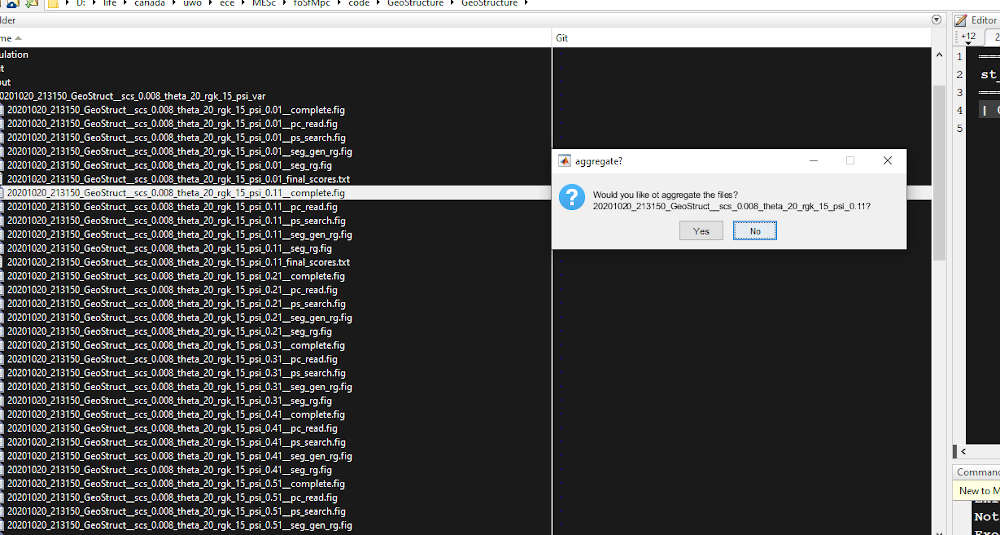 D: › life › canada › uwo › ece › MESc › foSfMpc › code › GeoStructure › GeoStructure ›
Editor
Git
+12
1
2 st_
3
4
5
20201020_213150_GeoStruct__scs_0.008_theta_20_rgk_15_psi_var
20201020_213150_GeoStruct__scs_0.008_theta_20_rgk_15_psi_0.01__complete.fig
20201020_213150_GeoStruct__scs_0.008_theta_20_rgk_15_psi_0.01__pc_read.fig
20201020_213150_GeoStruct__scs_0.008_theta_20_rgk_15_psi_0.01__ps_search.fig
20201020_213150_GeoStruct__scs_0.008_theta_20_rgk_15_psi_0.01__seg_gen_rg.fig
20201020_213150_GeoStruct__scs_0.008_theta_20_rgk_15_psi_0.01__seg_rg.fig
20201020_213150_GeoStruct__scs_0.008_theta_20_rgk_15_psi_0.01_final_scores.txt
20201020_213150_GeoStruct__scs_0.008_theta_20_rgk_15_psi_0.11__complete.fig
20201020_213150_GeoStruct__scs_0.008_theta_20_rgk_15_psi_0.11__pc_read.fig
20201020_213150_GeoStruct__scs_0.008_theta_20_rgk_15_psi_0.11__ps_search.fig
20201020_213150_GeoStruct__scs_0.008_theta_20_rgk_15_psi_0.11__seg_gen_rg.fig
20201020_213150_GeoStruct__scs_0.008_theta_20_rgk_15_psi_0.11__seg_rg.fig
20201020_213150_GeoStruct__scs_0.008_theta_20_rgk_15_psi_0.11_final_scores.txt
20201020_213150_GeoStruct__scs_0.008_theta_20_rgk_15_psi_0.21__complete.fig
20201020_213150_GeoStruct__scs_0.008_theta_20_rgk_15_psi_0.21__pc_read.fig
20201020_213150_GeoStruct__scs_0.008_theta_20_rgk_15_psi_0.21__ps_search.fig
20201020_213150_GeoStruct__scs_0.008_theta_20_rgk_15_psi_0.21__seg_gen_rg.fig
20201020_213150_GeoStruct__scs_0.008_theta_20_rgk_15_psi_0.21__seg_rg.fig
20201020_213150_GeoStruct__scs_0.008_theta_20_rgk_15_psi_0.31__complete.fig
20201020_213150_GeoStruct__scs_0.008_theta_20_rgk_15_psi_0.31__pc_read.fig
20201020_213150_GeoStruct__scs_0.008_theta_20_rgk_15_psi_0.31__ps_search.fig
20201020_213150_GeoStruct__scs_0.008_theta_20_rgk_15_psi_0.31__seg_gen_rg.fig
20201020_213150_GeoStruct__scs_0.008_theta_20_rgk_15_psi_0.31__seg_rg.fig
20201020_213150_GeoStruct__scs_0.008_theta_20_rgk_15_psi_0.41__complete.fig
20201020_213150_GeoStruct__scs_0.008_theta_20_rgk_15_psi_0.41__pc_read.fig
20201020_213150_GeoStruct__scs_0.008_theta_20_rgk_15_psi_0.41__ps_search.fig
20201020_213150_GeoStruct__scs_0.008_theta_20_rgk_15_psi_0.41__seg_gen_rg.fig
20201020_213150_GeoStruct__scs_0.008_theta_20_rgk_15_psi_0.41__seg_rg.fig
20201020_213150_GeoStruct__scs_0.008_theta_20_rgk_15_psi_0.51__complete.fig
20201020_213150_GeoStruct__scs_0.008_theta_20_rgk_15_psi_0.51__pc_read.fig
20201020_213150_GeoStruct__scs_0.008_theta_20_rgk_15_psi_0.51__ps_search.fig
20201020_213150_GeoStruct__scs_0.008_theta_20_rgk_15_psi_0.51__seg_gen_rg.fig
aggregate?
Would you like ot aggregate the files?
20201020_213150_GeoStruct__scs_0.008_theta_20_rgk_15_psi_0.11?
Yes No
Comman
New to M
Not